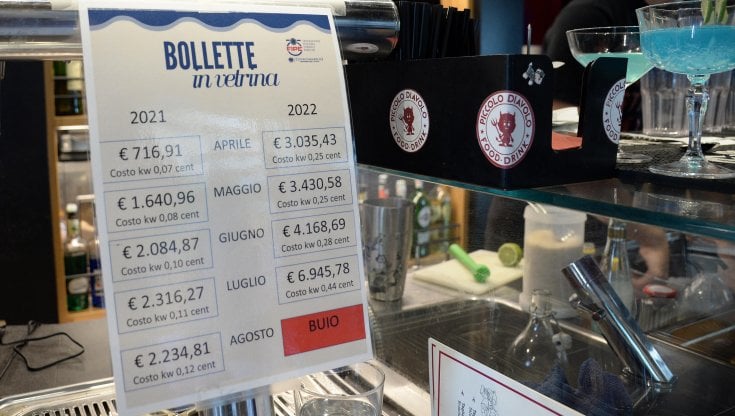 BOLLETTE
in vetrina
FIPE
2021 2022
€ 716,91 APRILE € 3.035,43
Costo kw 0,07 cent Costo kw 0,25 cent
€ 1.640,96 MAGGIO € 3.430,58
Costo kw 0,08 cent Costo kw 0,25 cent
€ 2.084,87 GIUGNO € 4.168,69
Costo kw 0,10 cent Costo kw 0,28 cent
€ 2.316,27 LUGLIO € 6.945,78
Costo kw 0,11 cent Costo kw 0,44 cent
€ 2.234,81 AGOSTO BUIO
Costo kw 0,12 cent
PICCOLO DIAVOLO
FOOD-DRINK
PICCOLO DIAVOLO
FOOD-DRINK